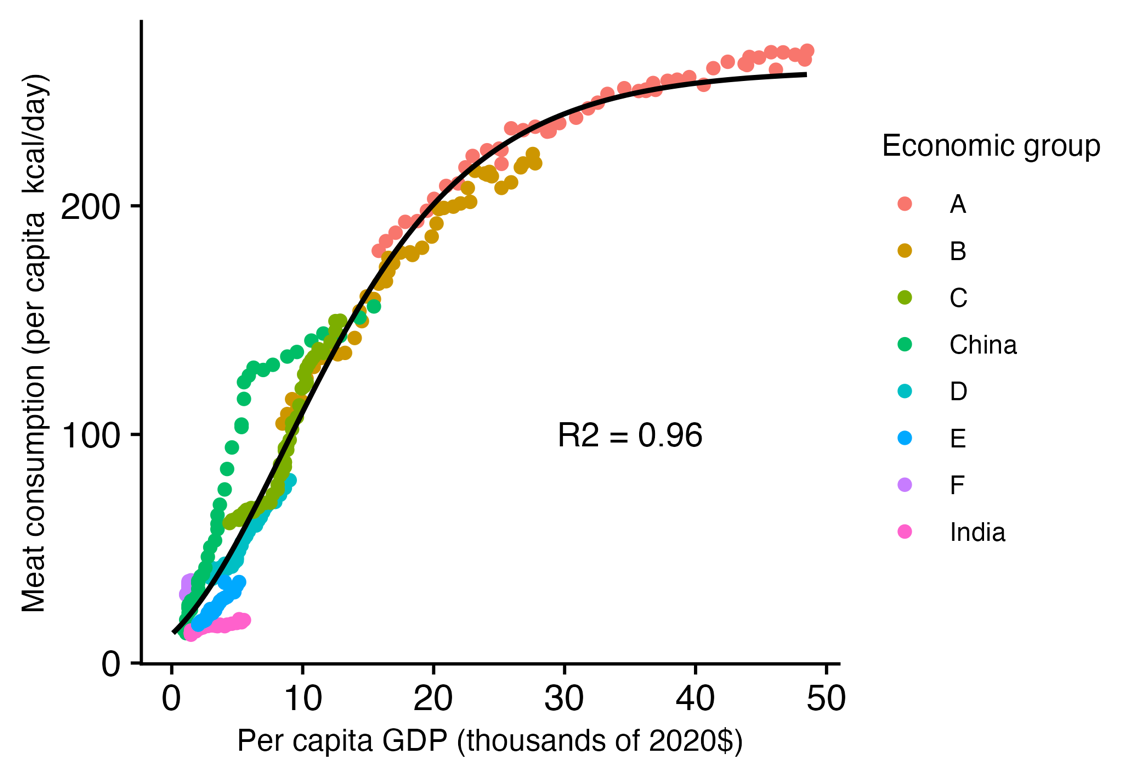 Meat consumption (per capita  kcal/day)
200
100
0
0 10 20 30 40 50
Per capita GDP (thousands of 2020$)
R2 = 0.96
Economic group
A
B
C
China
D
E
F
India